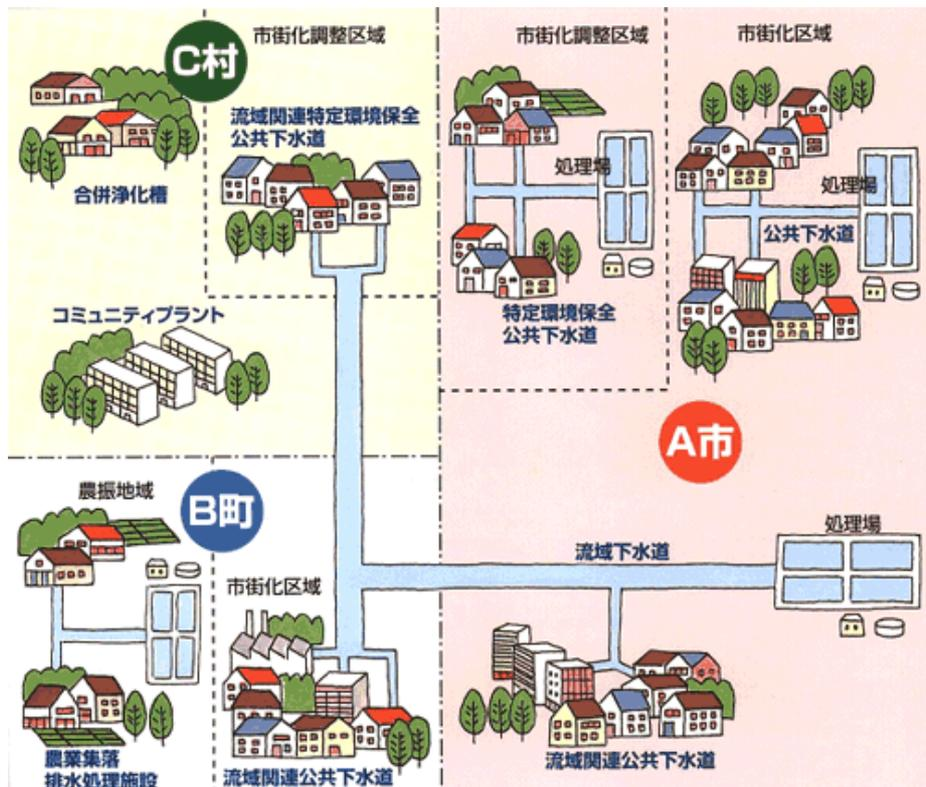 C村
市街化調整区域
流域関連特定環境保全
公共下水道
合併浄化槽
コミュニティプラント
市街化調整区域
処理場
特定環境保全
公共下水道
市街化区域
処理場
公共下水道
A市
農振地域
B町
市街化区域
農業集落
排水処理施設
流域関連公共下水道
流域下水道
処理場
流域関連公共下水道